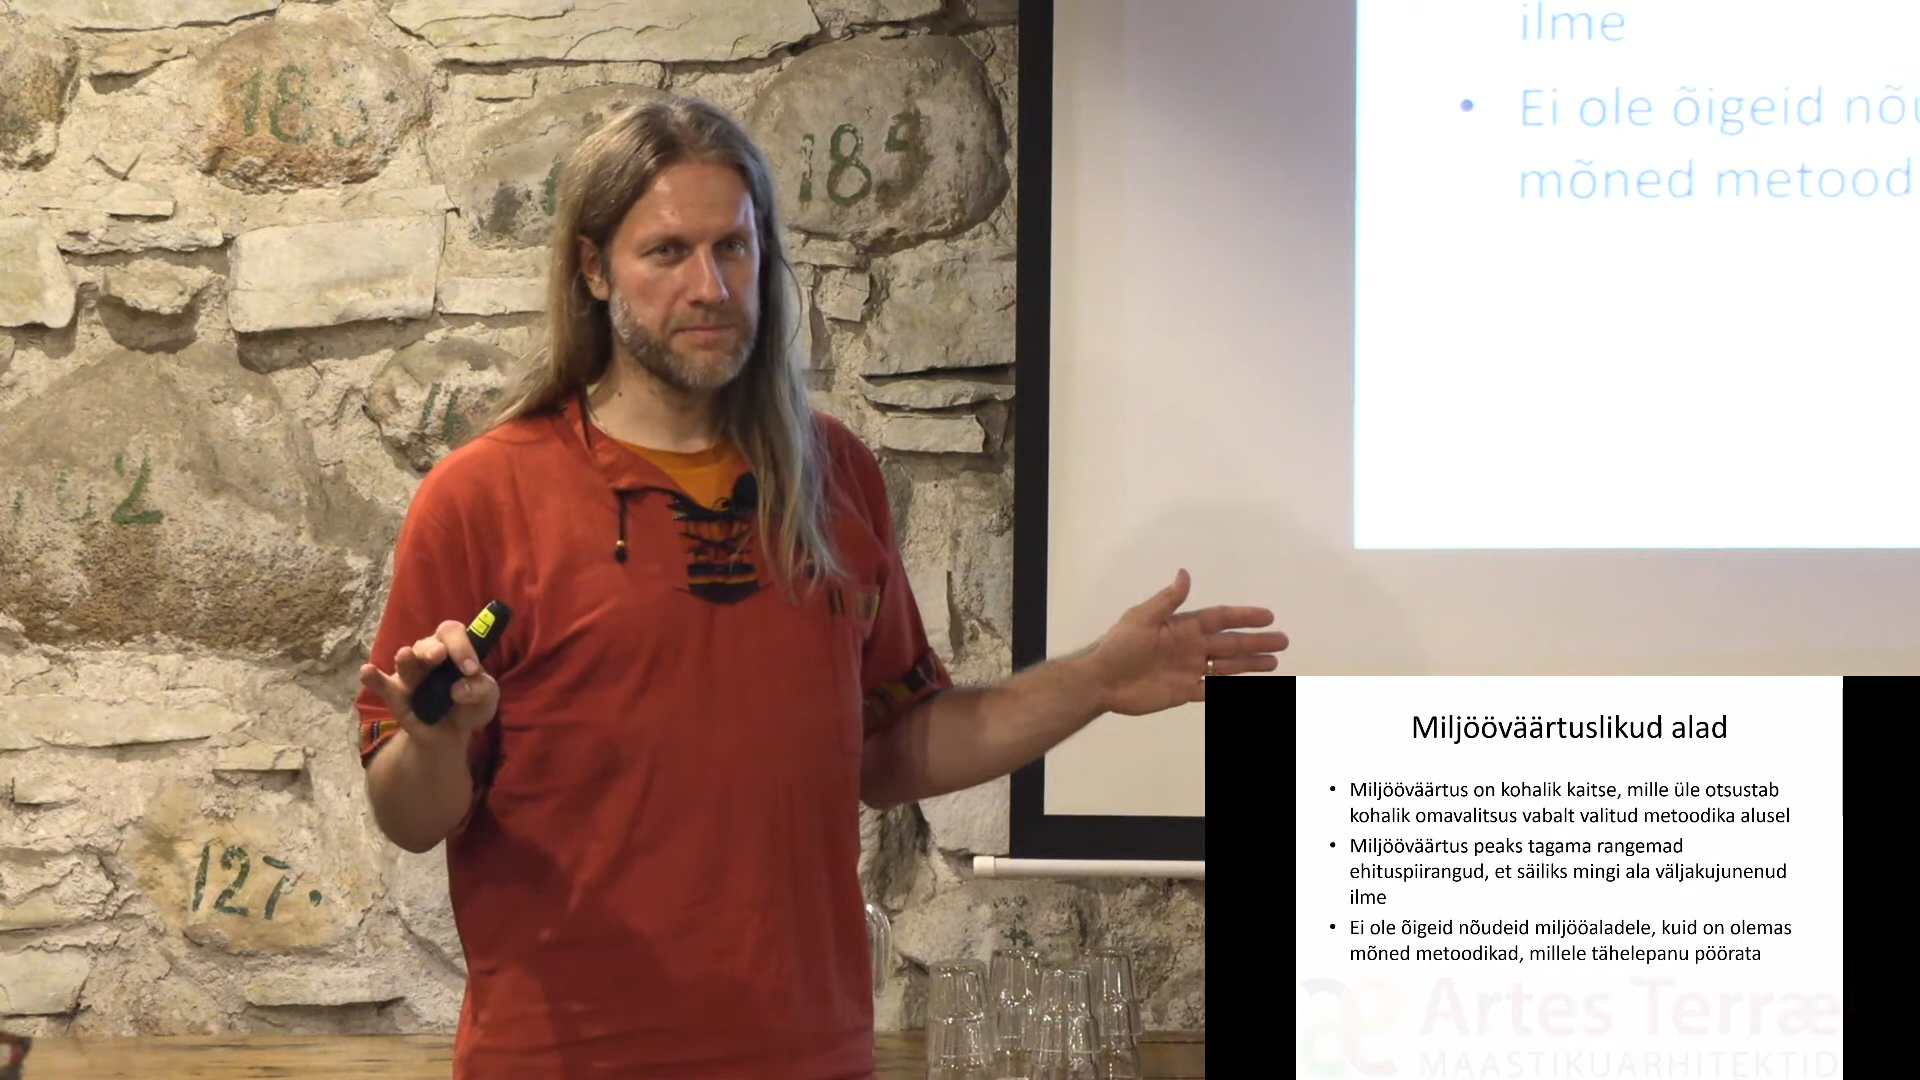 183.
189
162
127.
ilme
• Ei ole õigeid nõu
mõned metood
Miljööväärtuslikud alad
• Miljööväärtus on kohalik kaitse, mille üle otsustab
kohalik omavalitsus vabalt valitud metoodika alusel
• Miljööväärtus peaks tagama rangemad
ehituspiirangud, et säiliks mingi ala väljakujunenud
ilme
• Ei ole õigeid nõudeid miljööaladele, kuid on olemas
mõned metoodikad, millele tähelepanu pöörata
Artes Terræ
MAASTIKUARHITEKTID